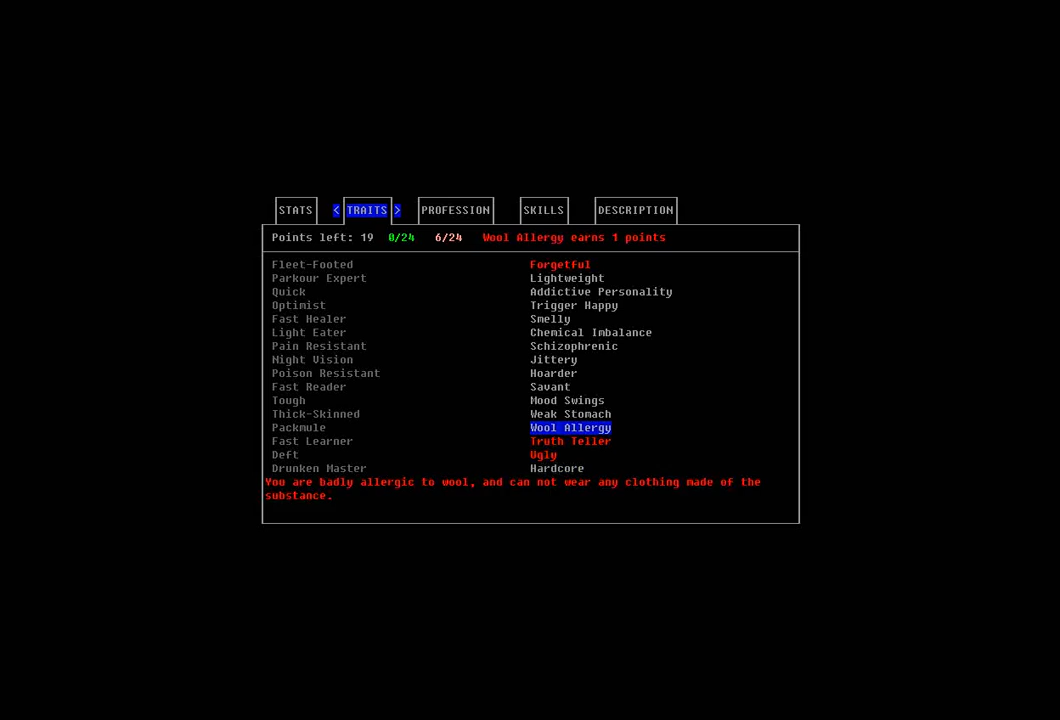 STATS < TRAITS > PROFESSION SKILLS DESCRIPTION
Points left: 19 0/24 6/24 Wool Allergy earns 1 points
Fleet-Footed Forgetful
Parkour Expert Lightweight
Quick Addictive Personality
Optimist Trigger Happy
Fast Healer Smelly
Light Eater Chemical Imbalance
Pain Resistant Schizophrenic
Night Vision Jittery
Poison Resistant Hoarder
Fast Reader Savant
Tough Mood Swings
Thick-Skinned Weak Stomach
Packmule Wool Allergy
Fast Learner Truth Teller
Deft Ugly
Drunken Master Hardcore
You are badly allergic to wool, and can not wear any clothing made of the
substance.